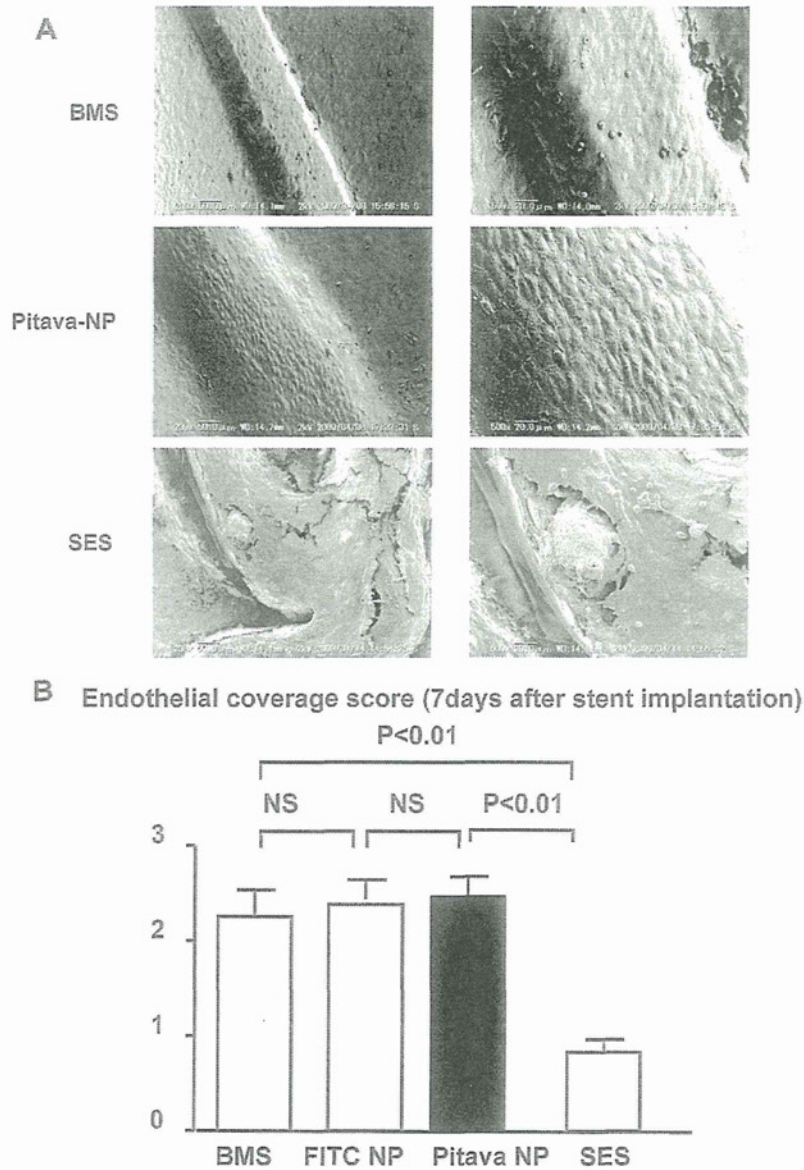 A
BMS
Pitava-NP
SES
B Endothelial coverage score (7days after stent implantation)
P<0.01
NS NS P<0.01
3
2
1
0
BMS FITC NP Pitava NP SES